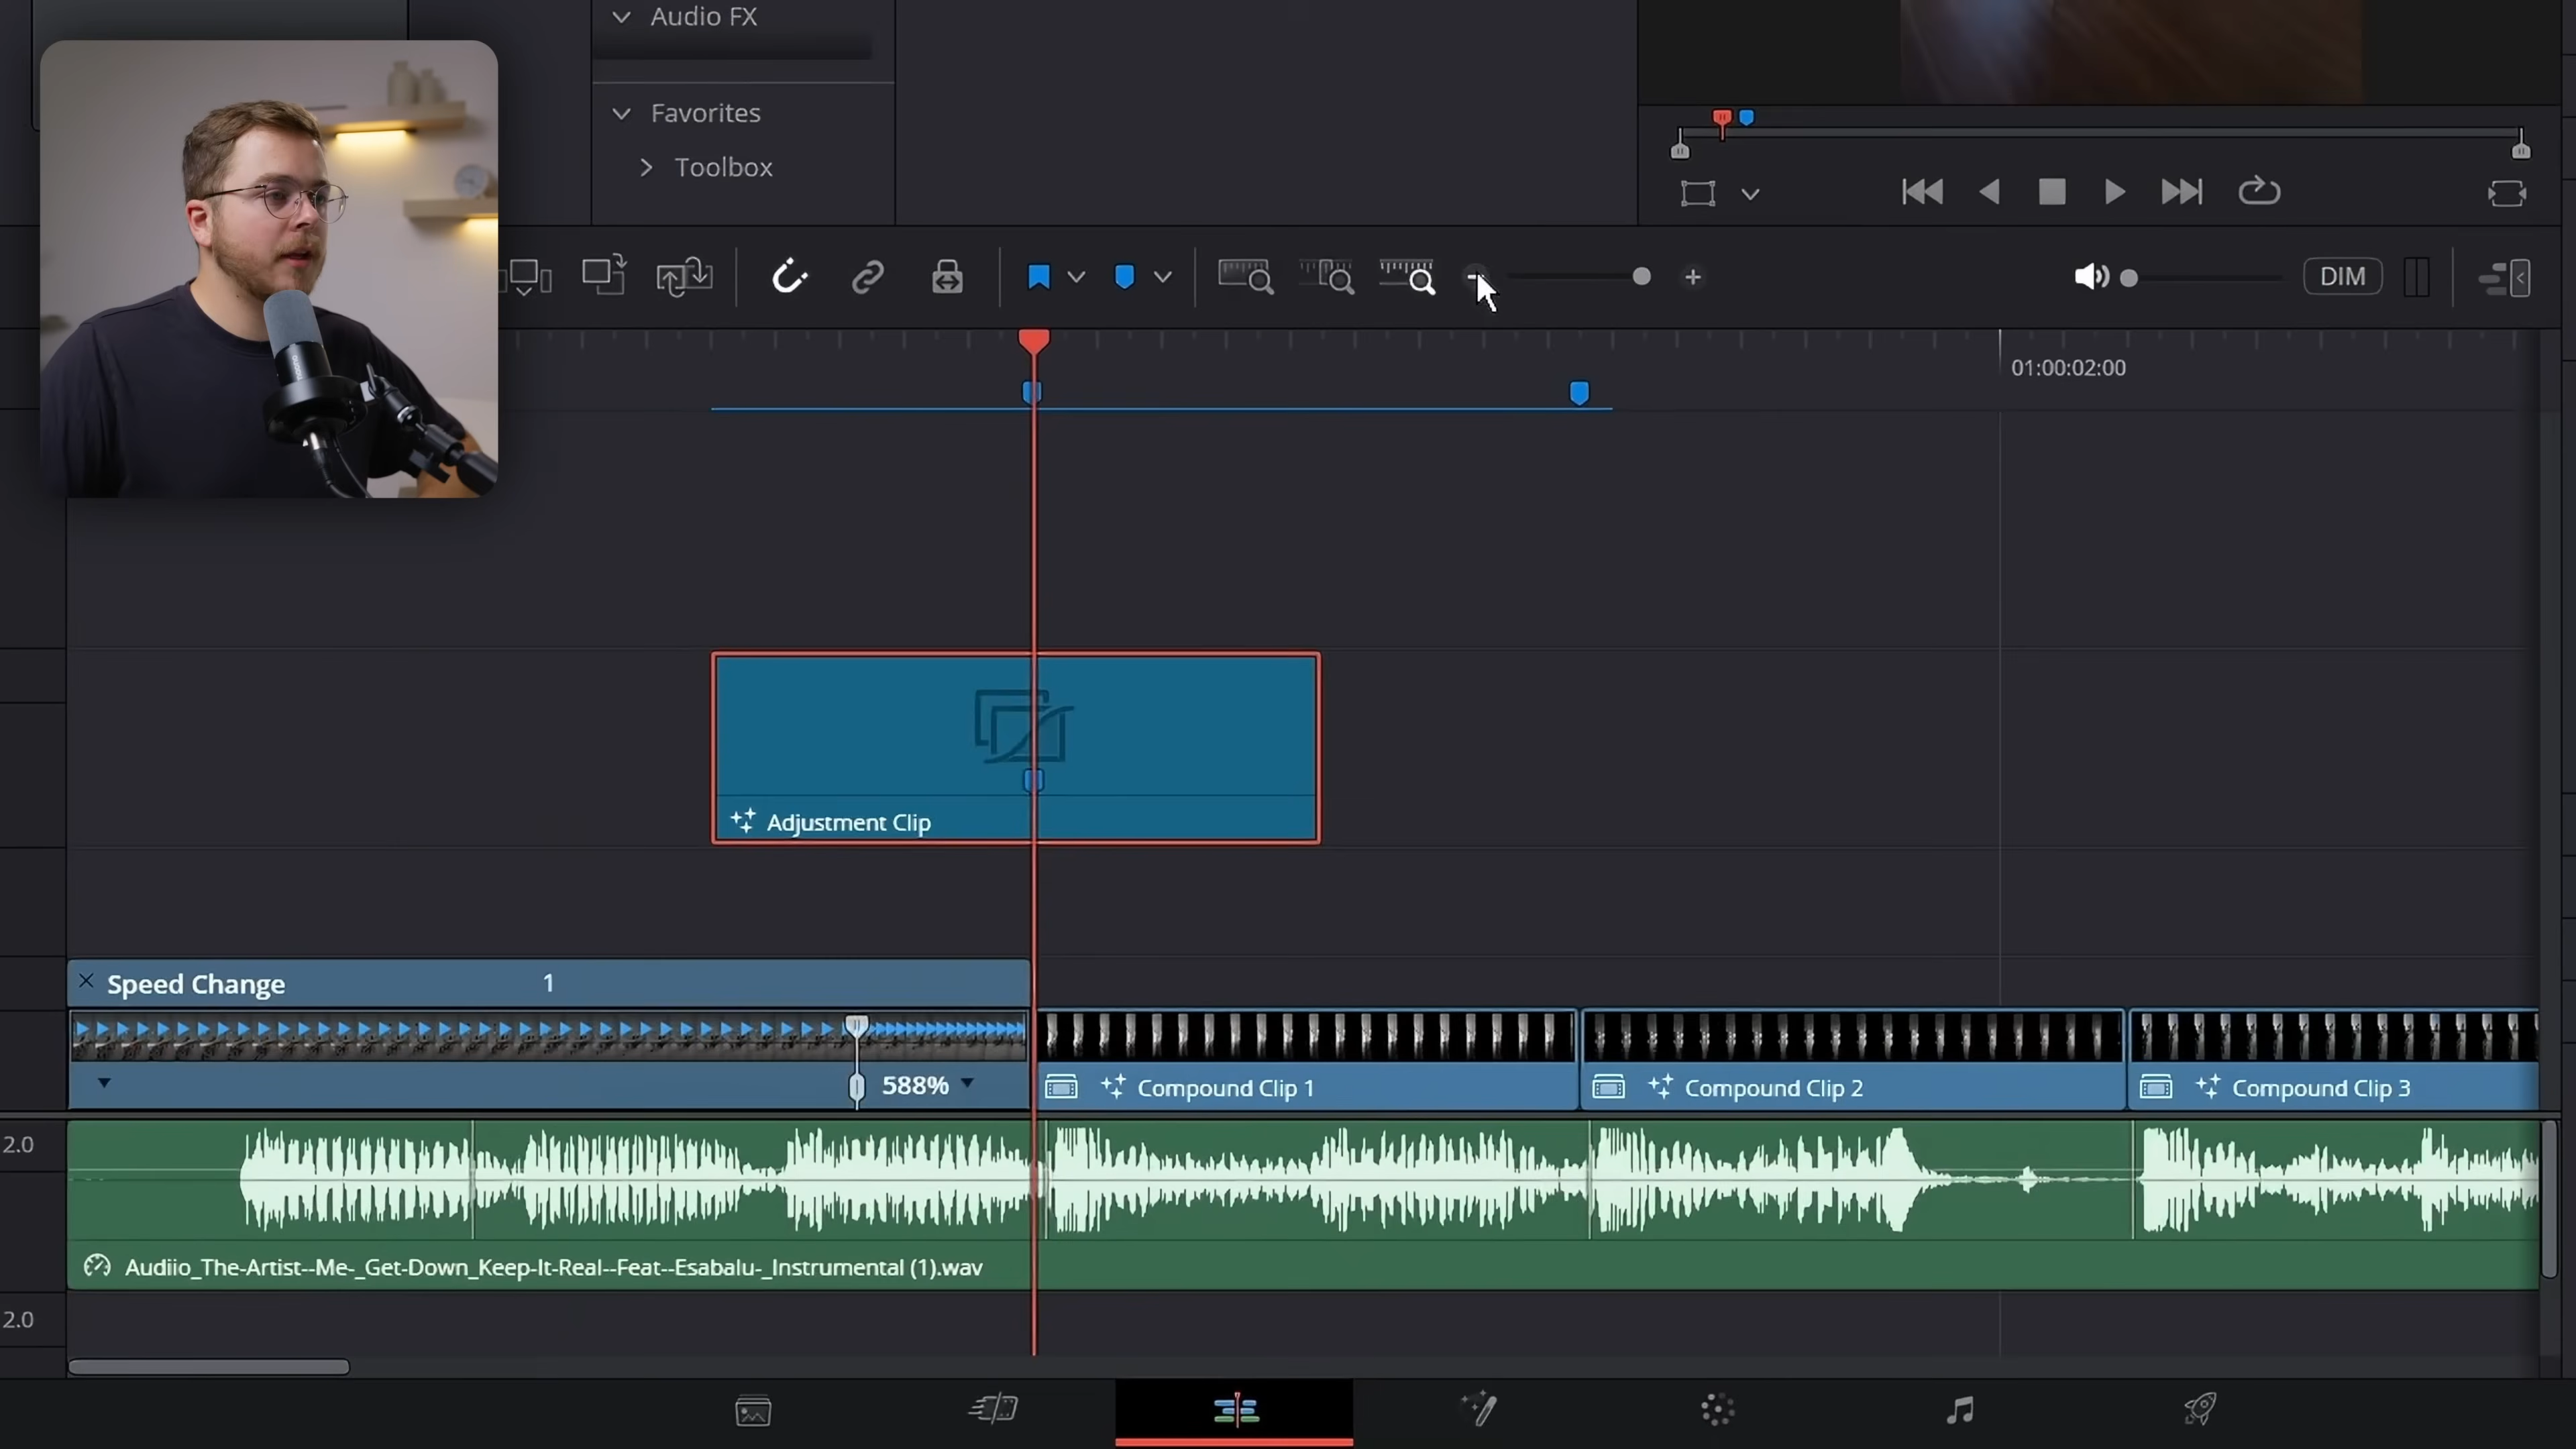 Audio FX
Favorites
Toolbox
DIM
01:00:02:00
Adjustment Clip
Speed Change 1
588%
Compound Clip 1
Compound Clip 2
Compound Clip 3
2.0
Audiio_The-Artist--Me-_Get-Down_Keep-It-Real--Feat--Esabalu-_Instrumental (1).wav
2.0